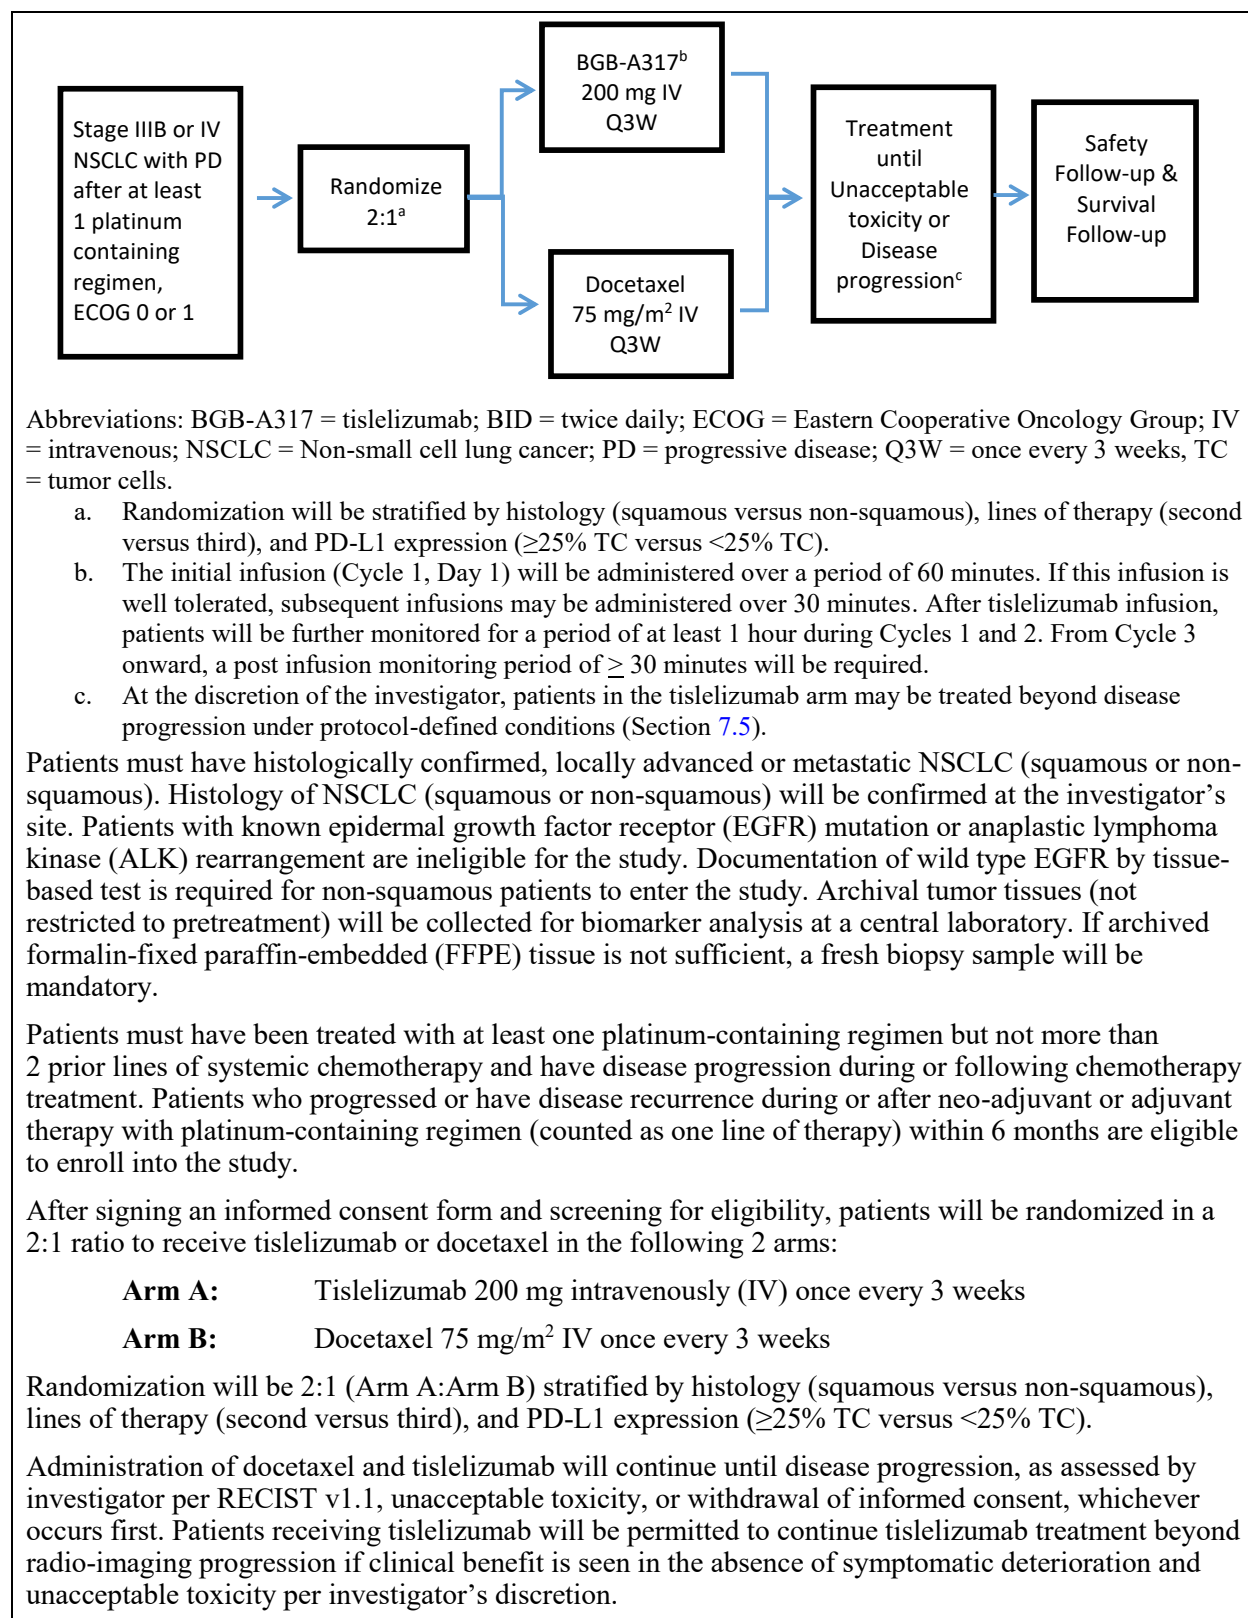 Stage IIIB or IV
NSCLC with PD
after at least
1 platinum
containing
regimen,
ECOG 0 or 1
Randomize
2:1ᵃ
BGB-A317ᵇ
200 mg IV
Q3W
Docetaxel
75 mg/m² IV
Q3W
Treatment
until
Unacceptable
toxicity or
Disease
progressionᶜ
Safety
Follow-up &
Survival
Follow-up
Abbreviations: BGB-A317 = tislelizumab; BID = twice daily; ECOG = Eastern Cooperative Oncology Group; IV
= intravenous; NSCLC = Non-small cell lung cancer; PD = progressive disease; Q3W = once every 3 weeks, TC
= tumor cells.
a. Randomization will be stratified by histology (squamous versus non-squamous), lines of therapy (second
versus third), and PD-L1 expression (≥25% TC versus <25% TC).
b. The initial infusion (Cycle 1, Day 1) will be administered over a period of 60 minutes. If this infusion is
well tolerated, subsequent infusions may be administered over 30 minutes. After tislelizumab infusion,
patients will be further monitored for a period of at least 1 hour during Cycles 1 and 2. From Cycle 3
onward, a post infusion monitoring period of ≥ 30 minutes will be required.
c. At the discretion of the investigator, patients in the tislelizumab arm may be treated beyond disease
progression under protocol-defined conditions (Section 7.5).
Patients must have histologically confirmed, locally advanced or metastatic NSCLC (squamous or non-
squamous). Histology of NSCLC (squamous or non-squamous) will be confirmed at the investigator's
site. Patients with known epidermal growth factor receptor (EGFR) mutation or anaplastic lymphoma
kinase (ALK) rearrangement are ineligible for the study. Documentation of wild type EGFR by tissue-
based test is required for non-squamous patients to enter the study. Archival tumor tissues (not
restricted to pretreatment) will be collected for biomarker analysis at a central laboratory. If archived
formalin-fixed paraffin-embedded (FFPE) tissue is not sufficient, a fresh biopsy sample will be
mandatory.
Patients must have been treated with at least one platinum-containing regimen but not more than
2 prior lines of systemic chemotherapy and have disease progression during or following chemotherapy
treatment. Patients who progressed or have disease recurrence during or after neo-adjuvant or adjuvant
therapy with platinum-containing regimen (counted as one line of therapy) within 6 months are eligible
to enroll into the study.
After signing an informed consent form and screening for eligibility, patients will be randomized in a
2:1 ratio to receive tislelizumab or docetaxel in the following 2 arms:
Arm A: Tislelizumab 200 mg intravenously (IV) once every 3 weeks
Arm B: Docetaxel 75 mg/m² IV once every 3 weeks
Randomization will be 2:1 (Arm A:Arm B) stratified by histology (squamous versus non-squamous),
lines of therapy (second versus third), and PD-L1 expression (≥25% TC versus <25% TC).
Administration of docetaxel and tislelizumab will continue until disease progression, as assessed by
investigator per RECIST v1.1, unacceptable toxicity, or withdrawal of informed consent, whichever
occurs first. Patients receiving tislelizumab will be permitted to continue tislelizumab treatment beyond
radio-imaging progression if clinical benefit is seen in the absence of symptomatic deterioration and
unacceptable toxicity per investigator's discretion.